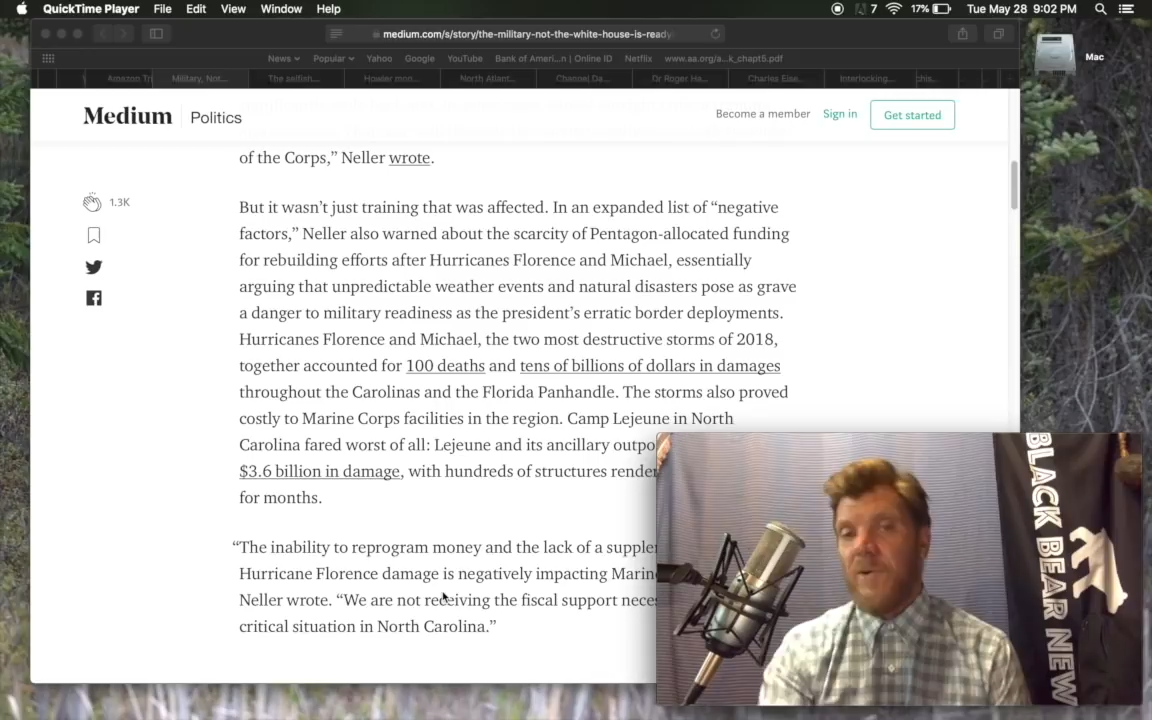 QuickTime Player File Edit View Window Help
7 17% Tue May 28 9:02 PM
medium.com/s/story/the-military-not-the-white-house-is-ready
News Popular Yahoo Google YouTube Bank of Ameri...n | Online ID Netflix www.aa.org/a...k_chapt5.pdf
Amazon Tr Military, Not... The selfish... Howler mon... North Atlant... Change| Da... Dr Roger Ha... Charles Eise... Interlocking...
Mac
Medium Politics
Become a member Sign in Get started
of the Corps,” Neller wrote.
1.3K
But it wasn’t just training that was affected. In an expanded list of “negative
factors,” Neller also warned about the scarcity of Pentagon-allocated funding
for rebuilding efforts after Hurricanes Florence and Michael, essentially
arguing that unpredictable weather events and natural disasters pose as grave
a danger to military readiness as the president’s erratic border deployments.
Hurricanes Florence and Michael, the two most destructive storms of 2018,
together accounted for 100 deaths and tens of billions of dollars in damages
throughout the Carolinas and the Florida Panhandle. The storms also proved
costly to Marine Corps facilities in the region. Camp Lejeune in North
Carolina fared worst of all: Lejeune and its ancillary outpo
$3.6 billion in damage, with hundreds of structures render
for months.
“The inability to reprogram money and the lack of a supple
Hurricane Florence damage is negatively impacting Marin
Neller wrote. “We are not receiving the fiscal support neces
critical situation in North Carolina.”
BLACK BEAR NEW